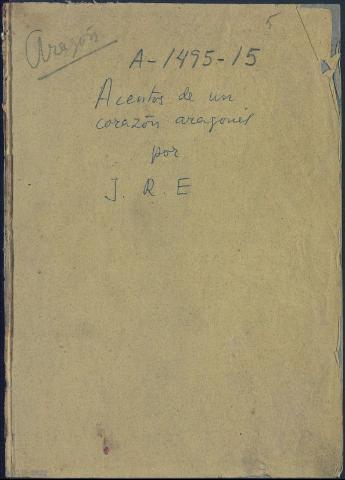 5
Aragón
A-1495-15
Acentos de un
corazón aragonés
por
J. R. E